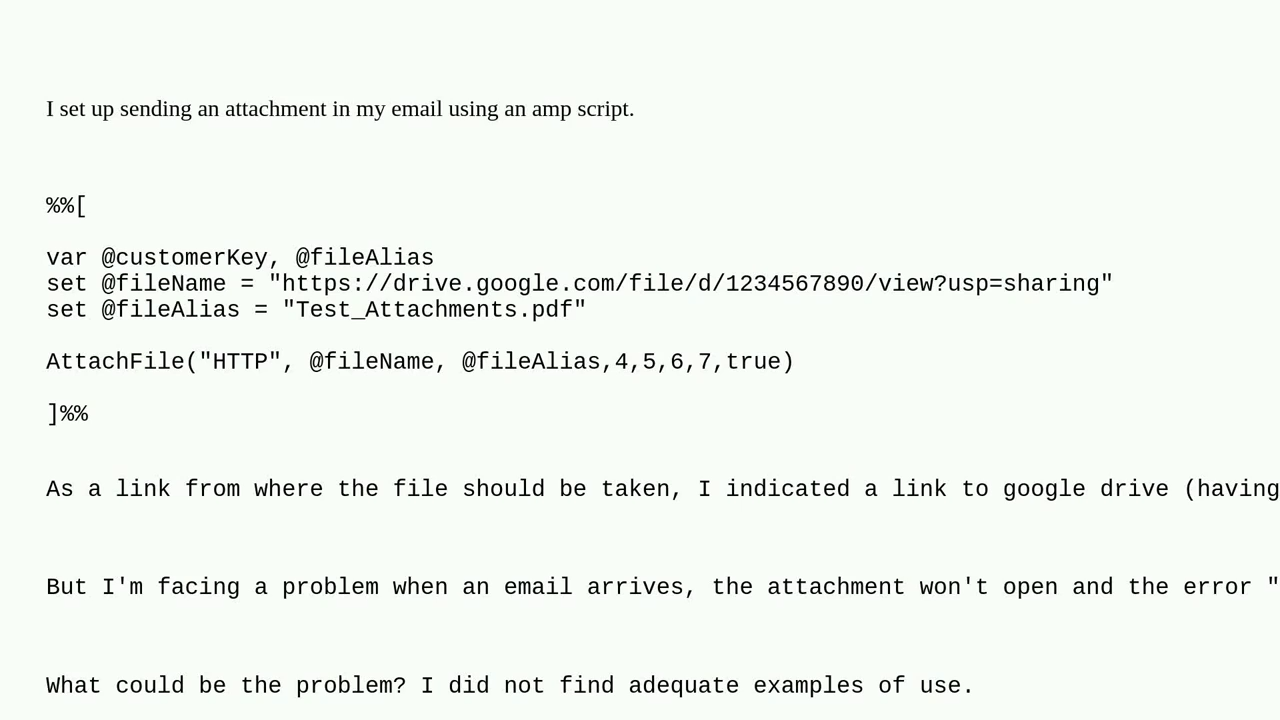 I set up sending an attachment in my email using an amp script.
%%[
var @customerKey, @fileAlias
set @fileName = "https://drive.google.com/file/d/1234567890/view?usp=sharing"
set @fileAlias = "Test_Attachments.pdf"
AttachFile("HTTP", @fileName, @fileAlias,4,5,6,7,true)
]%%
As a link from where the file should be taken, I indicated a link to google drive (having
But I'm facing a problem when an email arrives, the attachment won't open and the error "
What could be the problem? I did not find adequate examples of use.